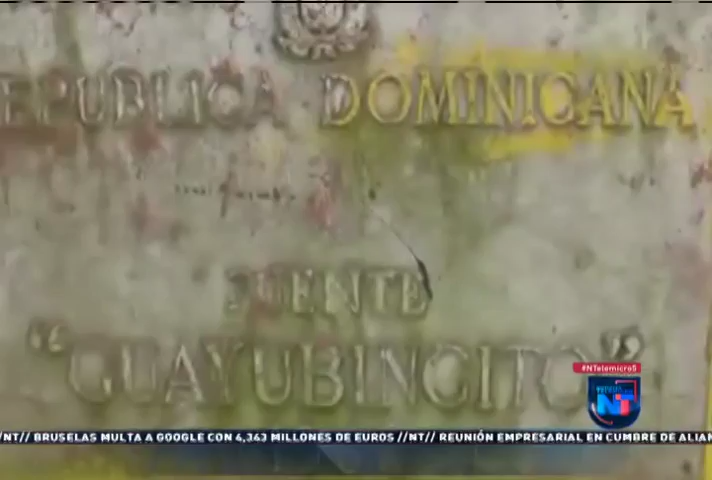 EPUBLICA DOMINICANA
PUENTE
"GUAYUBINCITO"
#NTelemicro5
NT
/NT// BRUSELAS MULTA A GOOGLE CON 4,343 MILLONES DE EUROS //NT// REUNIÓN EMPRESARIAL EN CUMBRE DE ALIAN